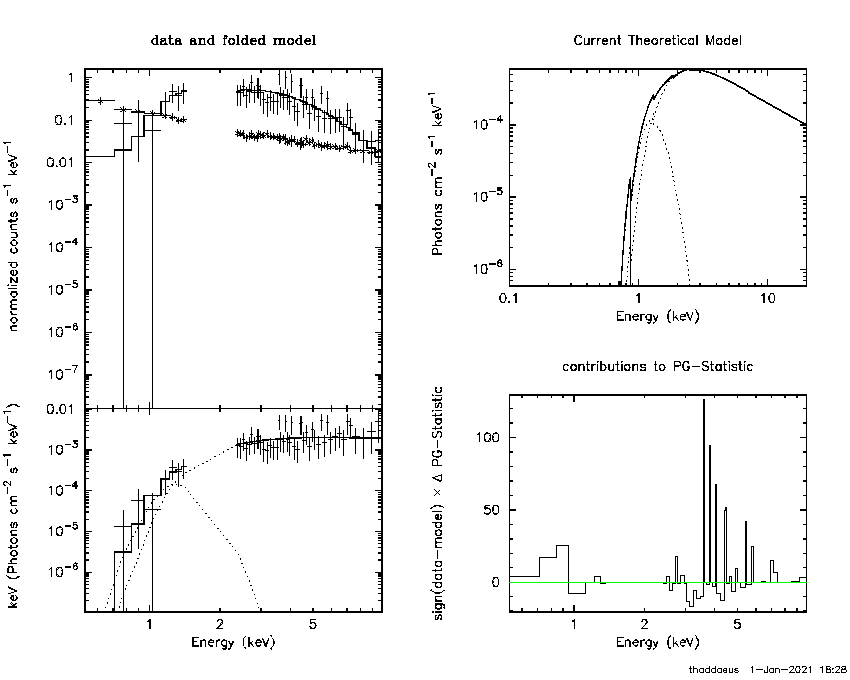 data and folded model
normalized counts s⁻¹ keV⁻¹
1
0.1
0.01
10⁻³
10⁻⁴
10⁻⁵
10⁻⁶
10⁻⁷
keV (Photons cm⁻² s⁻¹ keV⁻¹)
0.01
10⁻³
10⁻⁴
10⁻⁵
10⁻⁶
1 2 5
Energy (keV)
Current Theoretical Model
Photons cm⁻² s⁻¹ keV⁻¹
10⁻⁴
10⁻⁵
10⁻⁶
0.1 1 10
Energy (keV)
contributions to PG-Statistic
sign(data-model) × Δ PG-Statistic
100
50
0
1 2 5
Energy (keV)
thaddaeus 1-Jan-2021 18:28